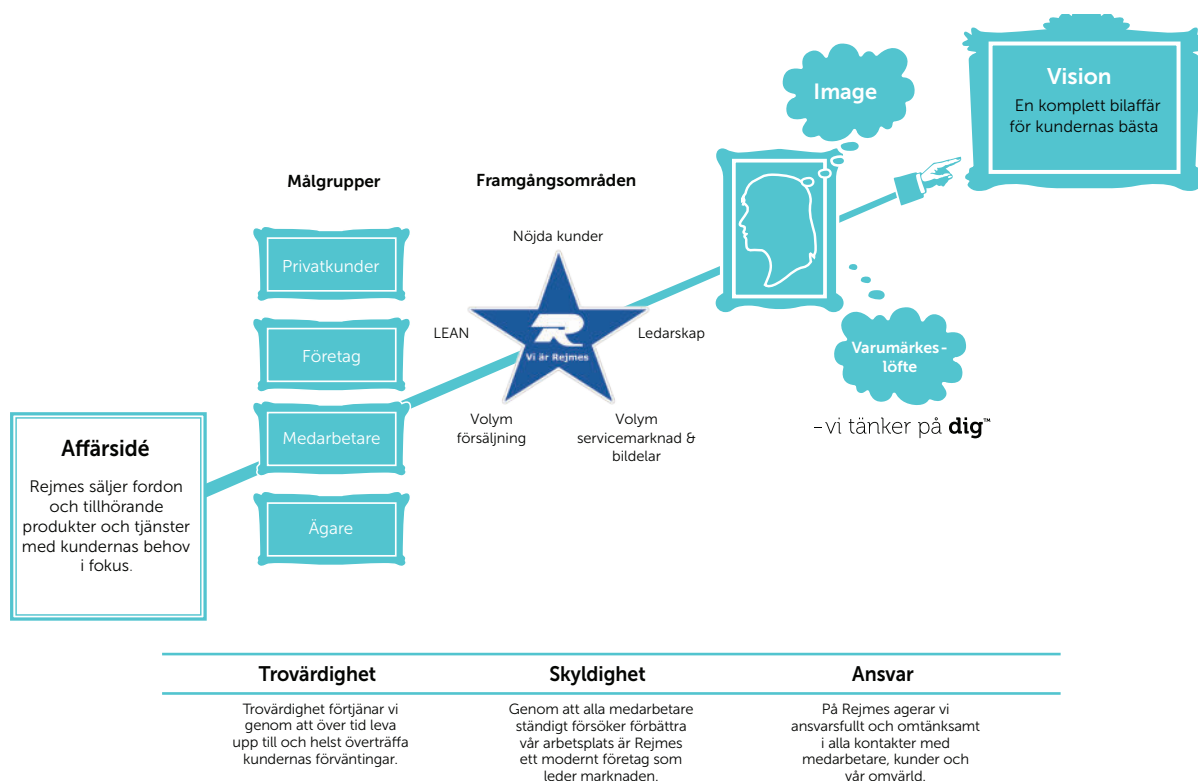 Image
Vision
En komplett bilaffär
för kundernas bästa
Målgrupper
Framgångsområden
Privatkunder
Företag
Medarbetare
Ägare
Nöjda kunder
LEAN
Ledarskap
R
Vi är Rejmes
Volym
försäljning
Volym
servicemarknad &
bildelar
Varumärkes-
löfte
-vi tänker på dig™
Affärsidé
Rejmes säljer fordon
och tillhörande
produkter och tjänster
med kundernas behov
i fokus.
Trovärdighet
Trovärdighet förtjänar vi
genom att över tid leva
upp till och helst överträffa
kundernas förväntingar.
Skyldighet
Genom att alla medarbetare
ständigt försöker förbättra
vår arbetsplats är Rejmes
ett modernt företag som
leder marknaden.
Ansvar
På Rejmes agerar vi
ansvarsfullt och omtänksamt
i alla kontakter med
medarbetare, kunder och
vår omvärld.